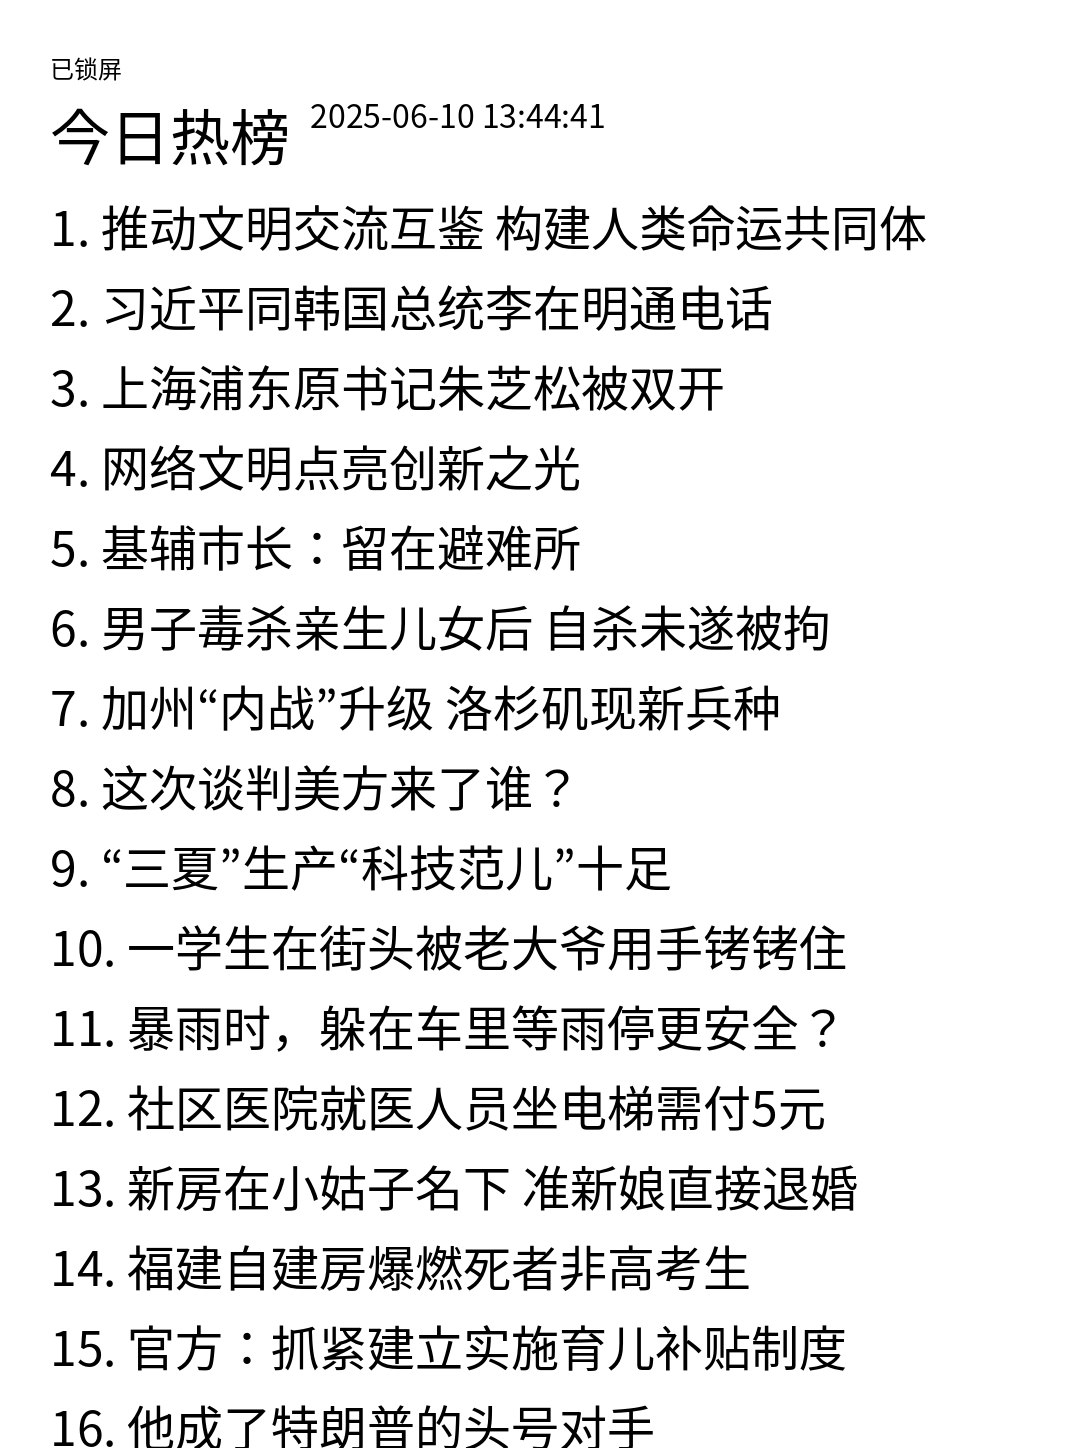 已锁屏
今日热榜 2025-06-10 13:44:41
1. 推动文明交流互鉴 构建人类命运共同体
2. 习近平同韩国总统李在明通电话
3. 上海浦东原书记朱芝松被双开
4. 网络文明点亮创新之光
5. 基辅市长：留在避难所
6. 男子毒杀亲生儿女后 自杀未遂被拘
7. 加州“内战”升级 洛杉矶现新兵种
8. 这次谈判美方来了谁？
9. “三夏”生产“科技范儿”十足
10. 一学生在街头被老大爷用手铐铐住
11. 暴雨时，躲在车里等雨停更安全？
12. 社区医院就医人员坐电梯需付5元
13. 新房在小姑子名下 准新娘直接退婚
14. 福建自建房爆燃死者非高考生
15. 官方：抓紧建立实施育儿补贴制度
16. 他成了特朗普的头号对手